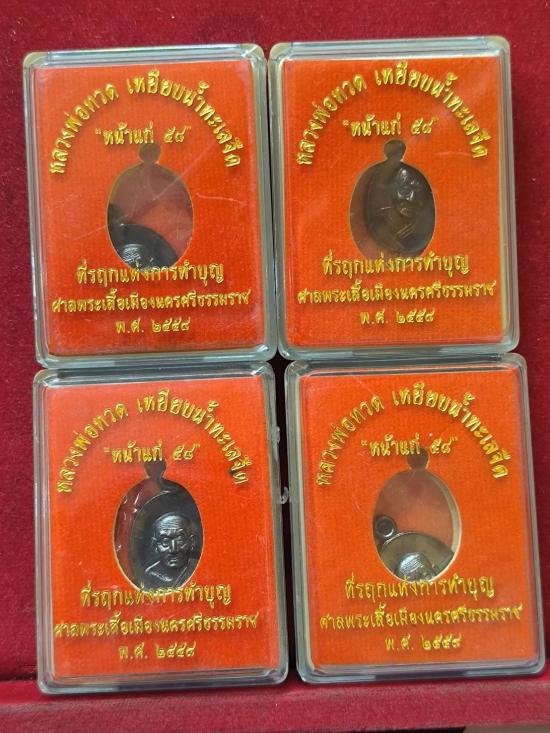 หลวงพ่อทวด เหยียบน้ำทะเลจืด
"หน้าแก่ ๕๘"
ที่รฤกแห่งการทำบุญ
ศาลพระเสื้อเมืองนครศรีธรรมราช
พ.ศ. ๒๕๕๘
หลวงพ่อทวด เหยียบน้ำทะเลจืด
"หน้าแก่ ๕๘"
ที่รฤกแห่งการทำบุญ
ศาลพระเสื้อเมืองนครศรีธรรมราช
พ.ศ. ๒๕๕๘
หลวงพ่อทวด เหยียบน้ำทะเลจืด
"หน้าแก่ ๕๘"
ที่รฤกแห่งการทำบุญ
ศาลพระเสื้อเมืองนครศรีธรรมราช
พ.ศ. ๒๕๕๘
หลวงพ่อทวด เหยียบน้ำทะเลจืด
"หน้าแก่ ๕๘"
ที่รฤกแห่งการทำบุญ
ศาลพระเสื้อเมืองนครศรีธรรมราช
พ.ศ. ๒๕๕๘